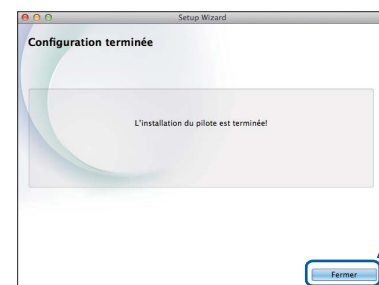 Setup Wizard
Configuration terminée
L'installation du pilote est terminée!
Fermer